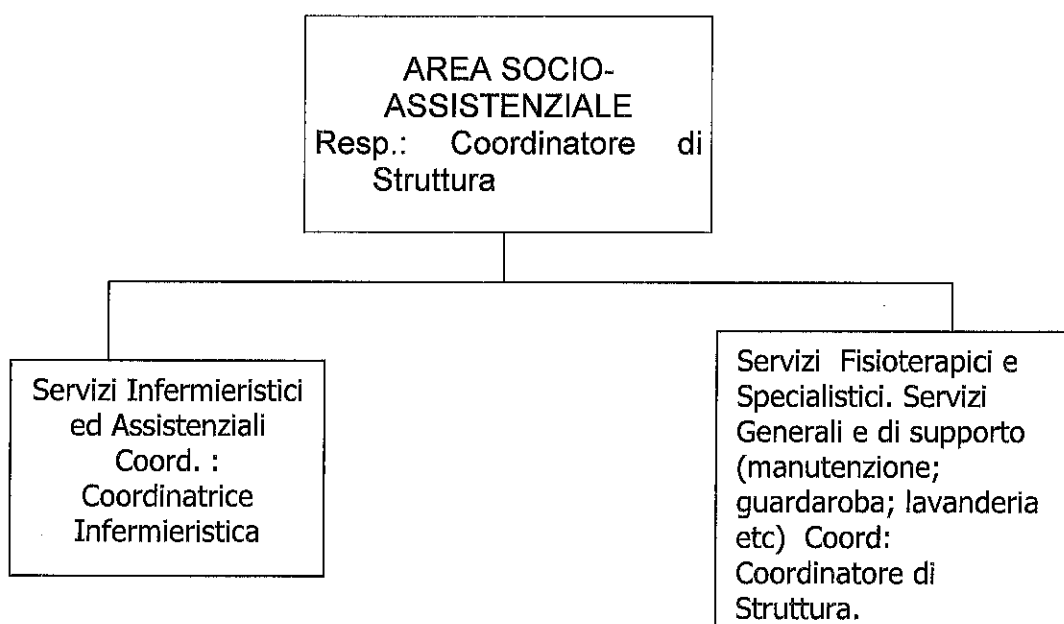 AREA SOCIO-
ASSISTENZIALE
Resp.: Coordinatore di
Struttura
Servizi Infermieristici
ed Assistenziali
Coord. :
Coordinatrice
Infermieristica
Servizi Fisioterapici e
Specialistici. Servizi
Generali e di supporto
(manutenzione;
guardaroba; lavanderia
etc) Coord:
Coordinatore di
Struttura.